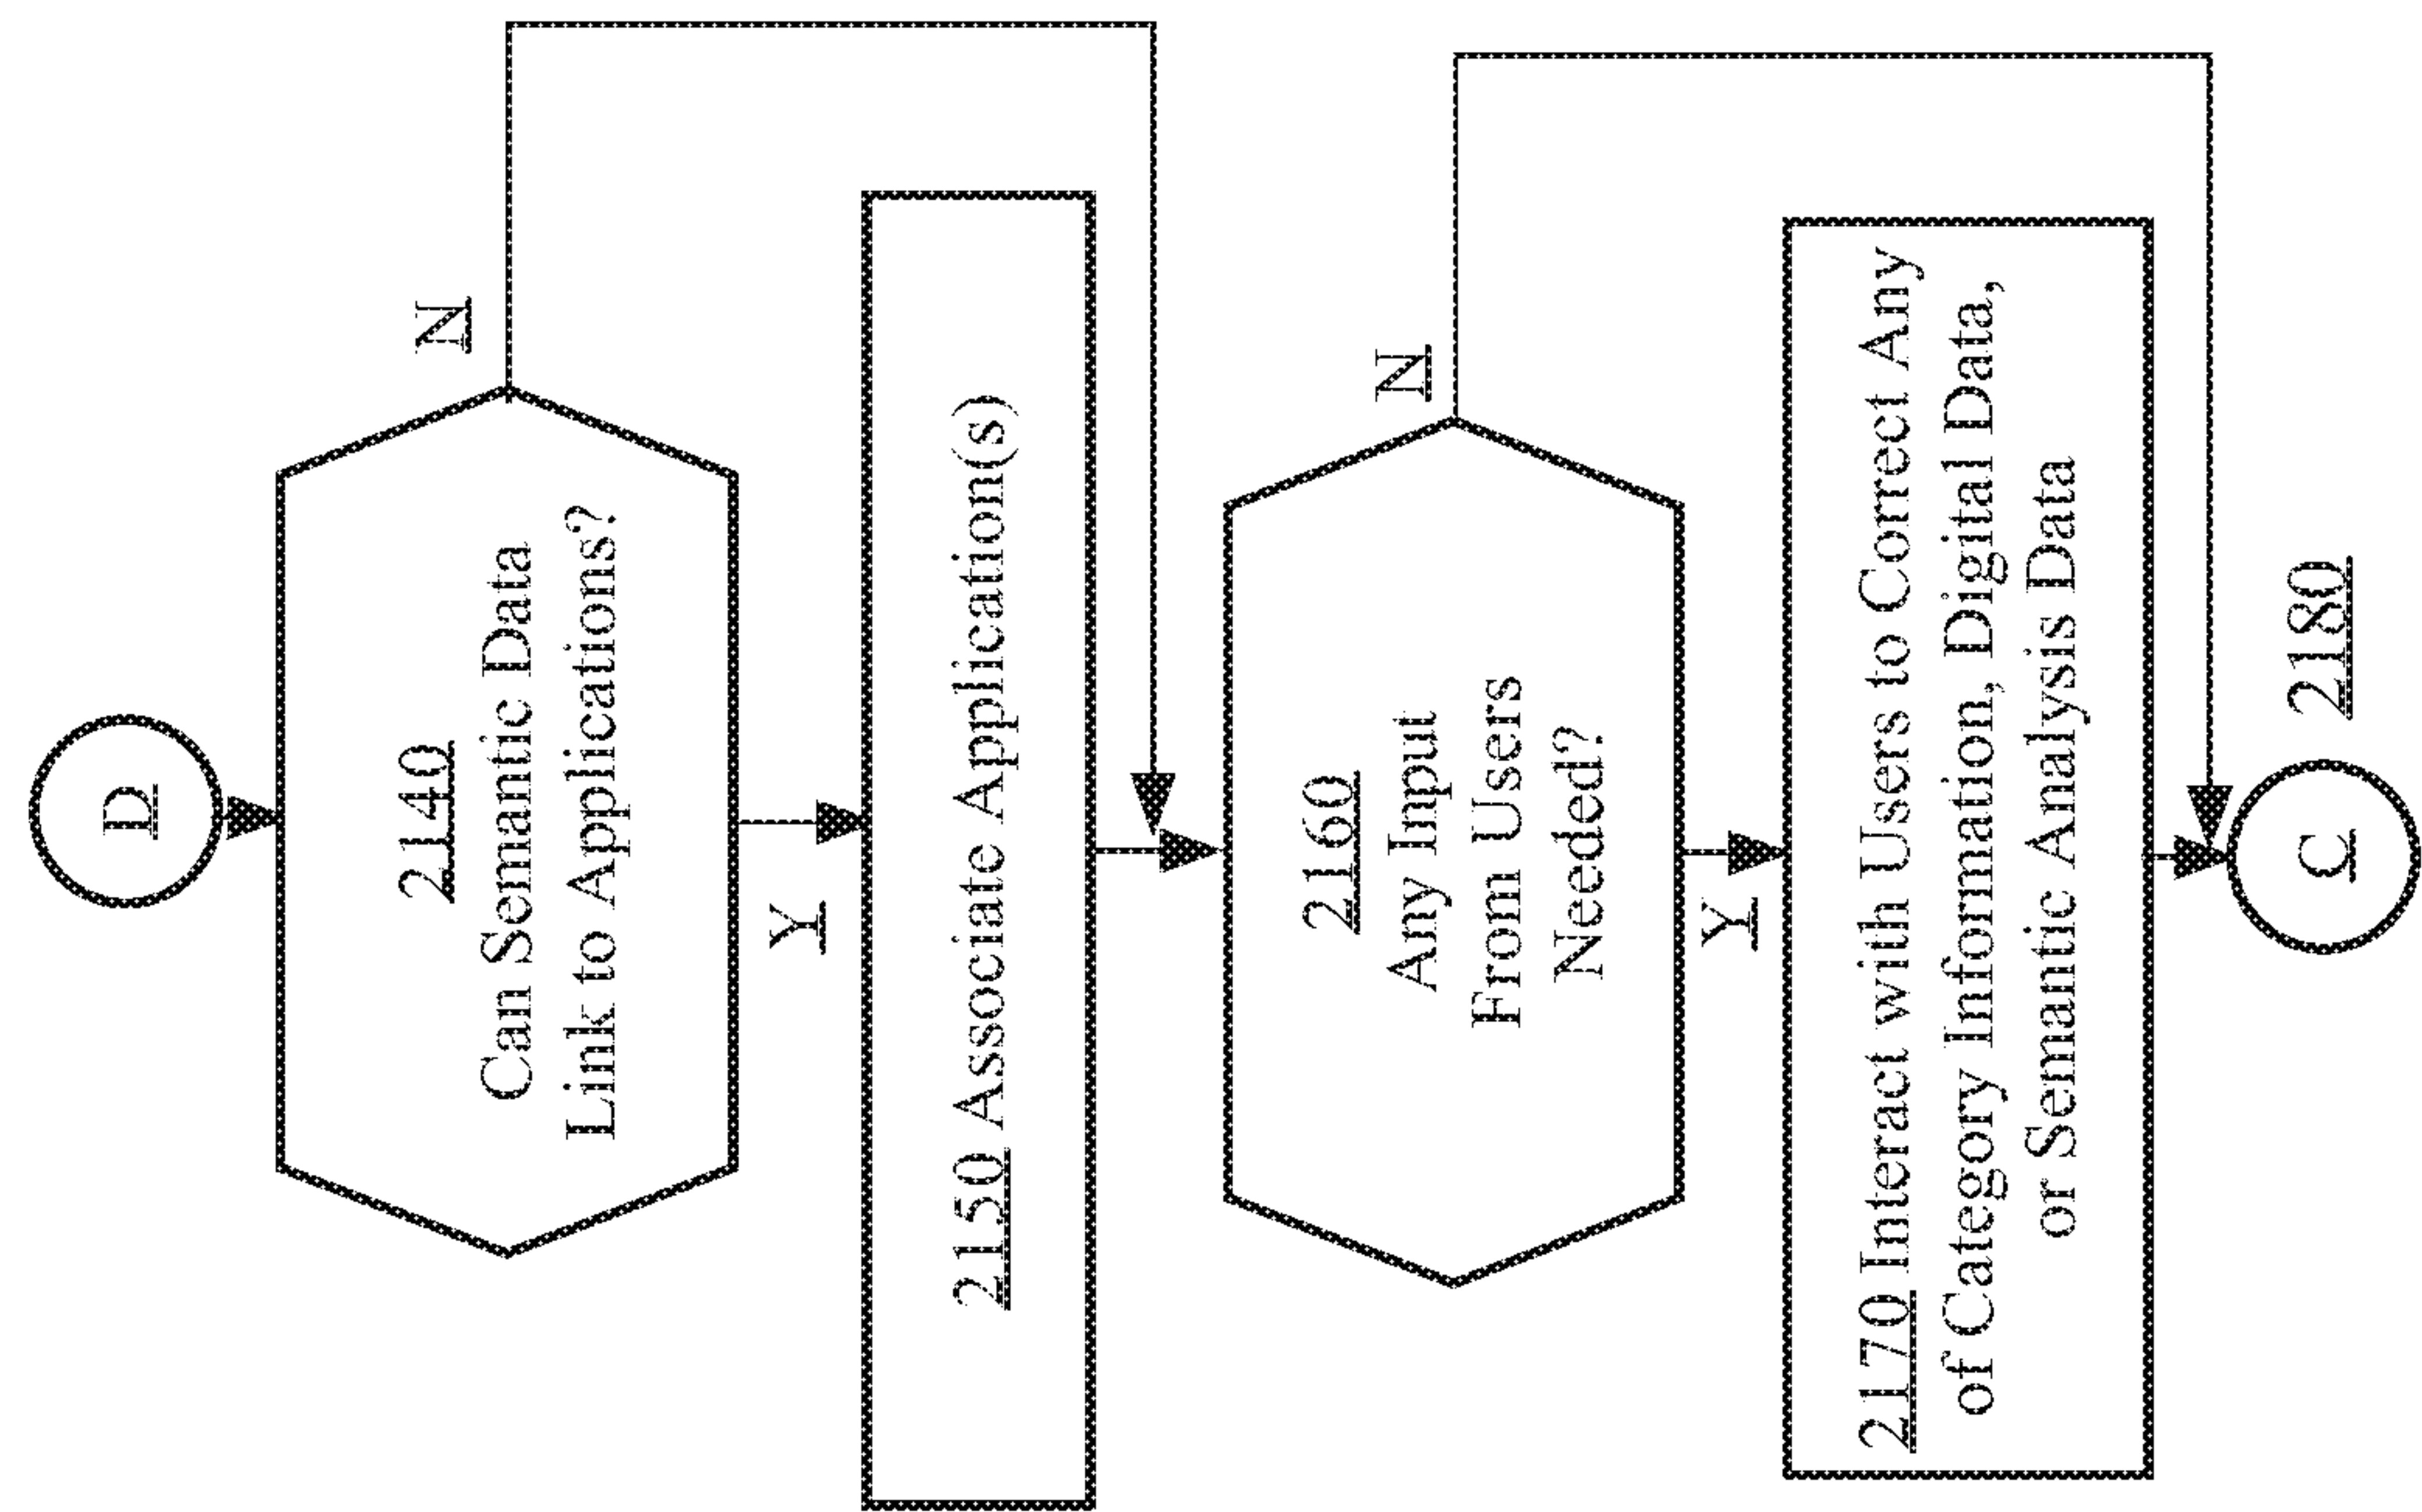 D
2140
Can Semantic Data
Link to Applications?
N
Y
2150 Associate Application(s)
2160
Any Input
From Users
Needed?
N
Y
2170 Interact with Users to Correct Any
of Category Information, Digital Data,
or Semantic Analysis Data
C 2180